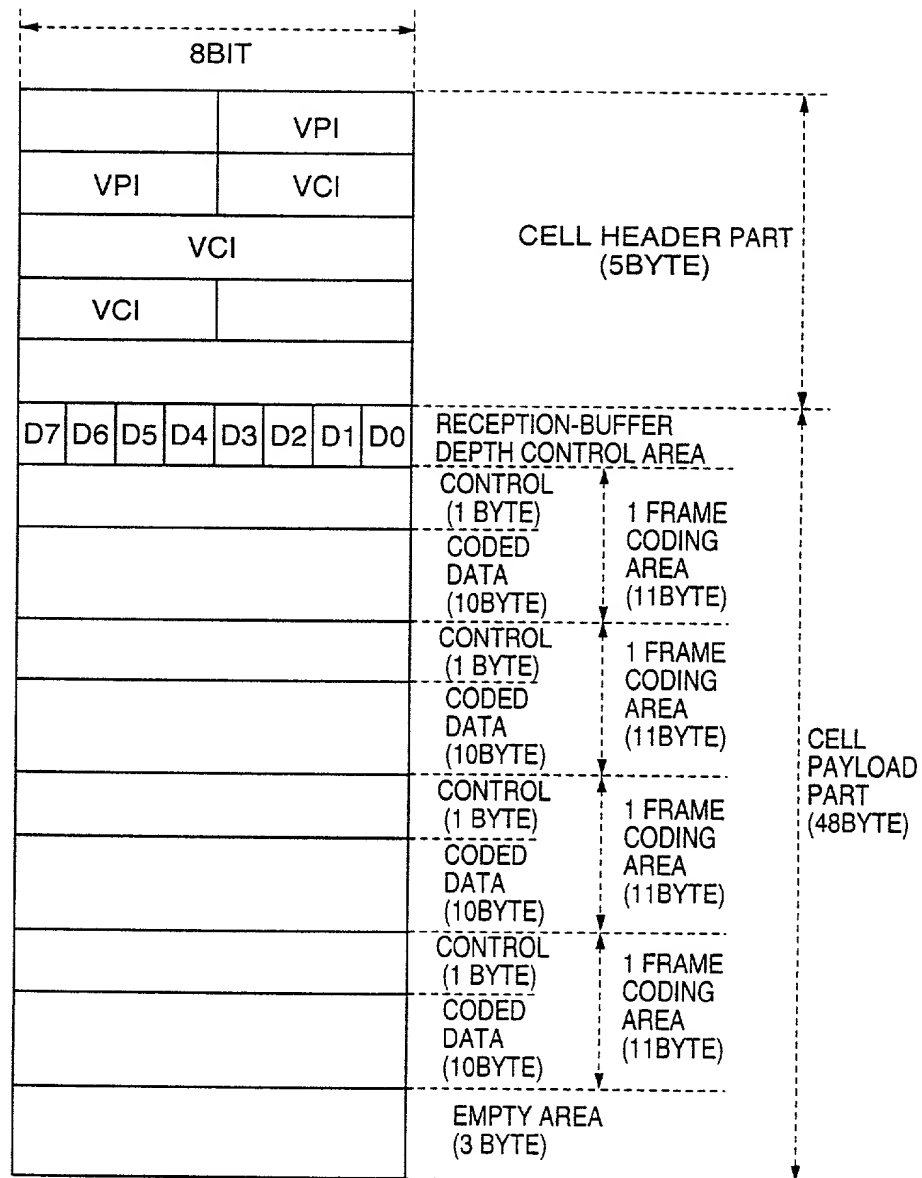 8BIT
VPI
VPI VCI
VCI
VCI
CELL HEADER PART
(5BYTE)
D7 D6 D5 D4 D3 D2 D1 D0
RECEPTION-BUFFER
DEPTH CONTROL AREA
CONTROL
(1 BYTE)
CODED
DATA
(10BYTE)
1 FRAME
CODING
AREA
(11BYTE)
CONTROL
(1 BYTE)
CODED
DATA
(10BYTE)
1 FRAME
CODING
AREA
(11BYTE)
CONTROL
(1 BYTE)
CODED
DATA
(10BYTE)
1 FRAME
CODING
AREA
(11BYTE)
CONTROL
(1 BYTE)
CODED
DATA
(10BYTE)
1 FRAME
CODING
AREA
(11BYTE)
EMPTY AREA
(3 BYTE)
CELL
PAYLOAD
PART
(48BYTE)